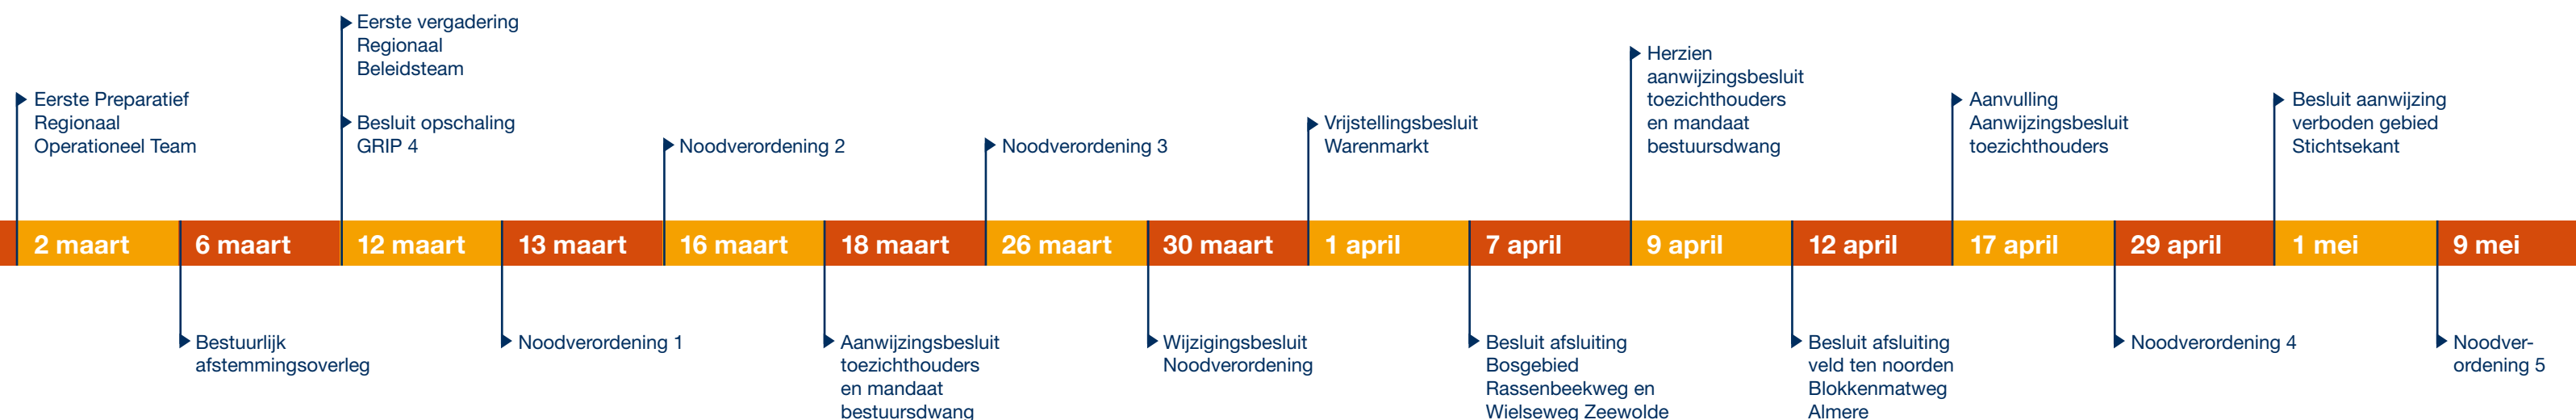 Eerste Preparatief
Regionaal
Operationeel Team
Eerste vergadering
Regionaal
Beleidsteam
Besluit opschaling
GRIP 4
Noodverordening 2
Noodverordening 3
Vrijstellingsbesluit
Warenmarkt
Herzien
aanwijzingsbesluit
toezichthouders
en mandaat
bestuursdwang
Aanvulling
Aanwijzingsbesluit
toezichthouders
Besluit aanwijzing
verboden gebied
Stichtsekant
2 maart
6 maart
12 maart
13 maart
16 maart
18 maart
26 maart
30 maart
1 april
7 april
9 april
12 april
17 april
29 april
1 mei
9 mei
Bestuurlijk
afstemmingsoverleg
Noodverordening 1
Aanwijzingsbesluit
toezichthouders
en mandaat
bestuursdwang
Wijzigingsbesluit
Noodverordening
Besluit afsluiting
Bosgebied
Rassenbeekweg en
Wielseweg Zeewolde
Besluit afsluiting
veld ten noorden
Blokkenmatweg
Almere
Noodverordening 4
Noodver-
ordening 5